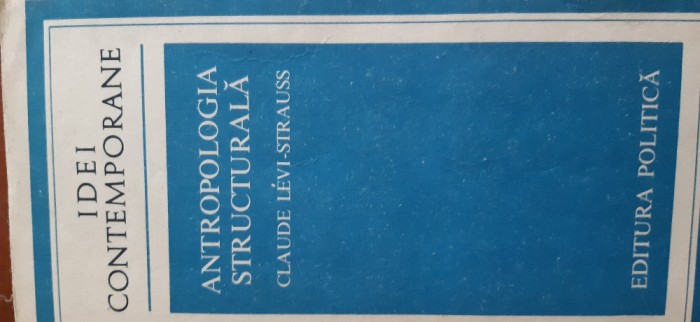 IDEI
CONTEMPORANE
ANTROPOLOGIA
STRUCTURALĂ
CLAUDE LÉVI-STRAUSS
EDITURA POLITICĂ